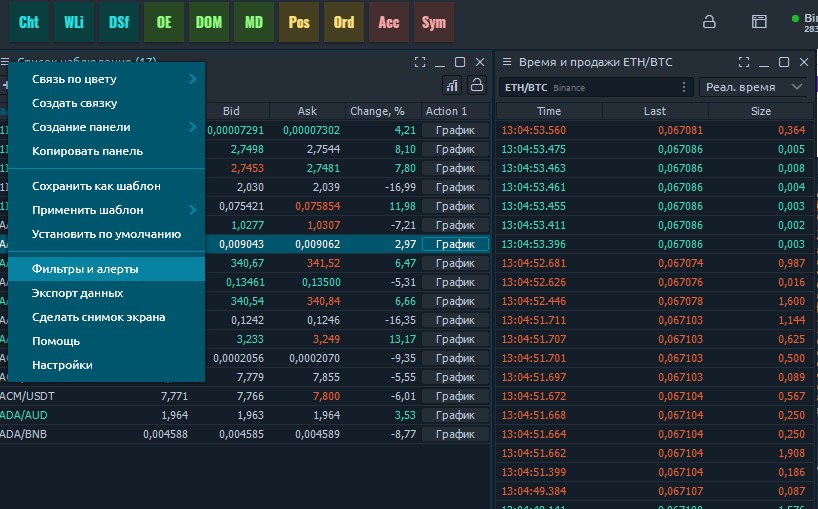 Cht WLi DSf OE DOM MD Pos Ord Acc Sym
Список наблюдения (17)
Связь по цвету
Создать связку
Создание панели
Копировать панель
Сохранить как шаблон
Применить шаблон
Установить по умолчанию
Фильтры и алерты
Экспорт данных
Сделать снимок экрана
Помощь
Настройки
Bid Ask Change, % Action 1
0,00007291 0,00007302 4,21 График
2,7498 2,7544 8,10 График
2,7453 2,7481 7,80 График
2,030 2,039 -16,99 График
0,075421 0,075854 11,98 График
1,0277 1,0307 -7,21 График
0,009043 0,009062 2,97 График
340,67 341,52 6,47 График
0,13461 0,13500 -5,31 График
340,54 340,84 6,66 График
0,1242 0,1246 -16,35 График
3,233 3,249 13,17 График
0,0002056 0,0002070 -9,35 График
7,779 7,855 -5,55 График
ACM/USDT 7,771 7,766 7,800 -6,01 График
ADA/AUD 1,964 1,963 1,964 3,53 График
ADA/BNB 0,004588 0,004585 0,004589 -8,77 График
Время и продажи ETH/BTC
ETH/BTC Binance Реал. время
Time Last Size
13:04:53.560 0,067081 0,364
13:04:53.475 0,067086 0,005
13:04:53.463 0,067086 0,008
13:04:53.461 0,067086 0,004
13:04:53.455 0,067086 0,003
13:04:53.411 0,067086 0,002
13:04:53.396 0,067086 0,003
13:04:52.681 0,067074 0,987
13:04:52.626 0,067076 0,016
13:04:52.446 0,067078 1,600
13:04:51.711 0,067103 1,144
13:04:51.707 0,067103 0,625
13:04:51.701 0,067103 0,500
13:04:51.697 0,067103 0,089
13:04:51.672 0,067104 0,567
13:04:51.668 0,067104 0,250
13:04:51.664 0,067104 0,250
13:04:51.662 0,067104 1,908
13:04:51.399 0,067104 0,186
13:04:49.384 0,067107 0,087